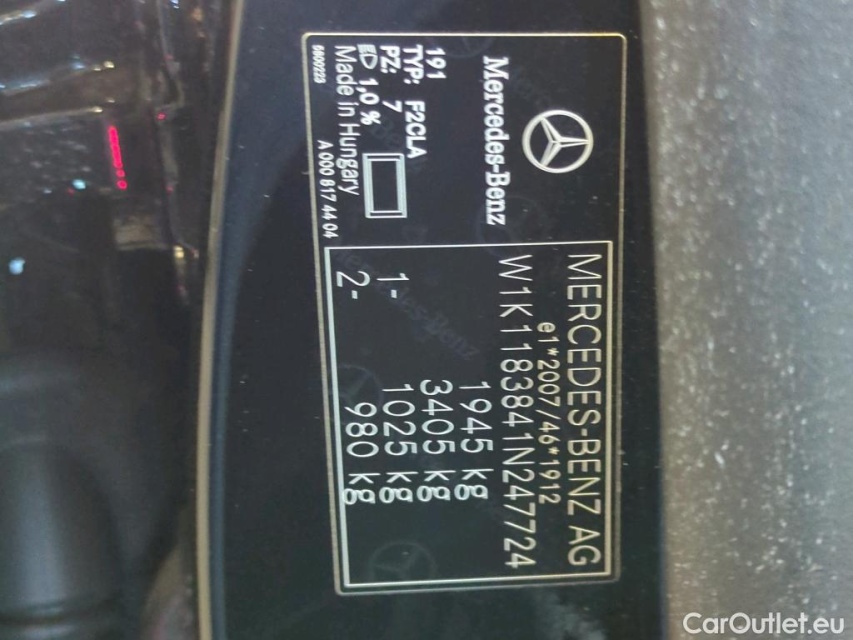 Mercedes-Benz
191
TYP: F2CLA
PZ: 7
1,0 %
Made in Hungary
A 000 817 44 04
5800223
MERCEDES-BENZ AG
e1*2007/46*1912
W1K1183841N247724
1945 kg
3405 kg
1- 1025 kg
2- 980 kg
CarOutlet.eu